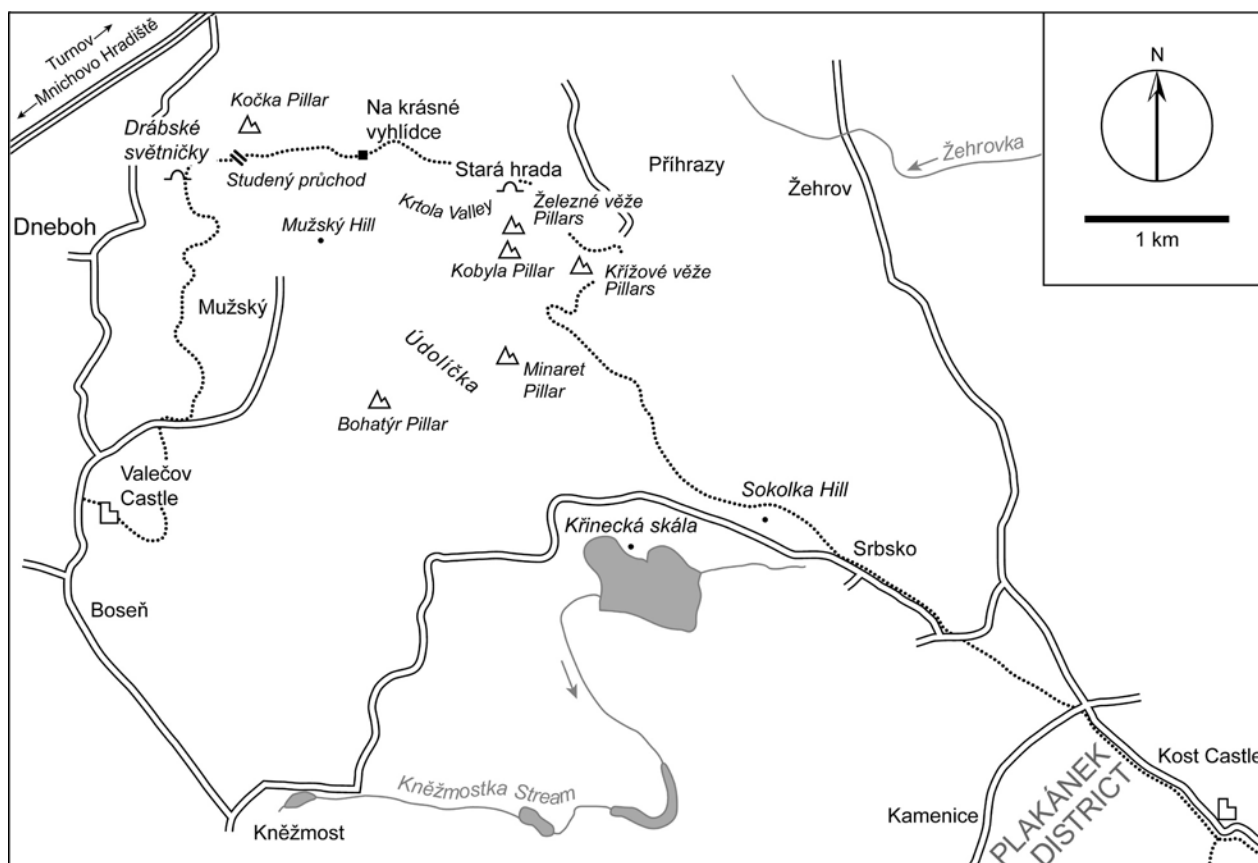 Turnov
Mnichovo Hradiště
N
1 km
Kočka Pillar
Drábské
světničky
Na krásné
vyhlídce
Studený průchod
Stará hrada
Příhrazy
Žehrov
Žehrovka
Krtola Valley
Železné věže
Pillars
Dneboh
Mužský Hill
Kobyla Pillar
Křížové věže
Pillars
Mužský
Údolíčka
Minaret
Pillar
Bohatýr Pillar
Valečov
Castle
Sokolka Hill
Křinecká skála
Srbsko
Boseň
Kněžmostka Stream
Kněžmost
Kost Castle
Kamenice
PLAKÁNEK
DISTRICT